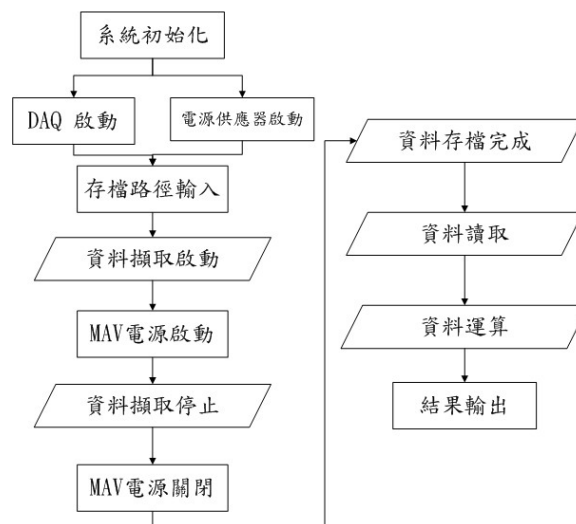 系統初始化
DAQ 啟動
電源供應器啟動
存檔路徑輸入
資料擷取啟動
MAV電源啟動
資料擷取停止
MAV電源關閉
資料存檔完成
資料讀取
資料運算
結果輸出